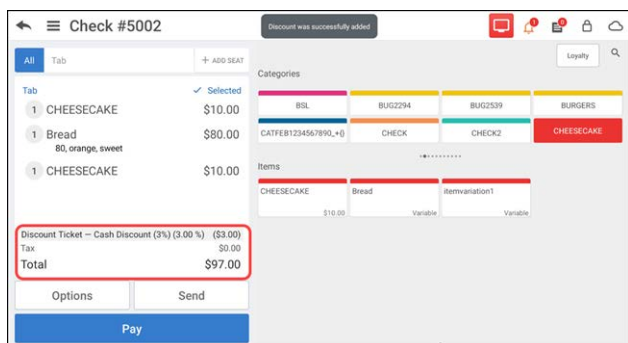 Check #5002
Discount was successfully added
All
Tab
+ ADD SEAT
Loyalty
Tab
Selected
1 CHEESECAKE $10.00
1 Bread $80.00
80, orange, sweet
1 CHEESECAKE $10.00
Discount Ticket — Cash Discount (3%) (3.00 %) ($3.00)
Tax $0.00
Total $97.00
Options
Send
Pay
Categories
BSL
BUG2294
BUG2539
BURGERS
CATFEB1234567890_+{}
CHECK
CHECK2
CHEESECAKE
Items
CHEESECAKE
$10.00
Bread
Variable
itemvariation1
Variable